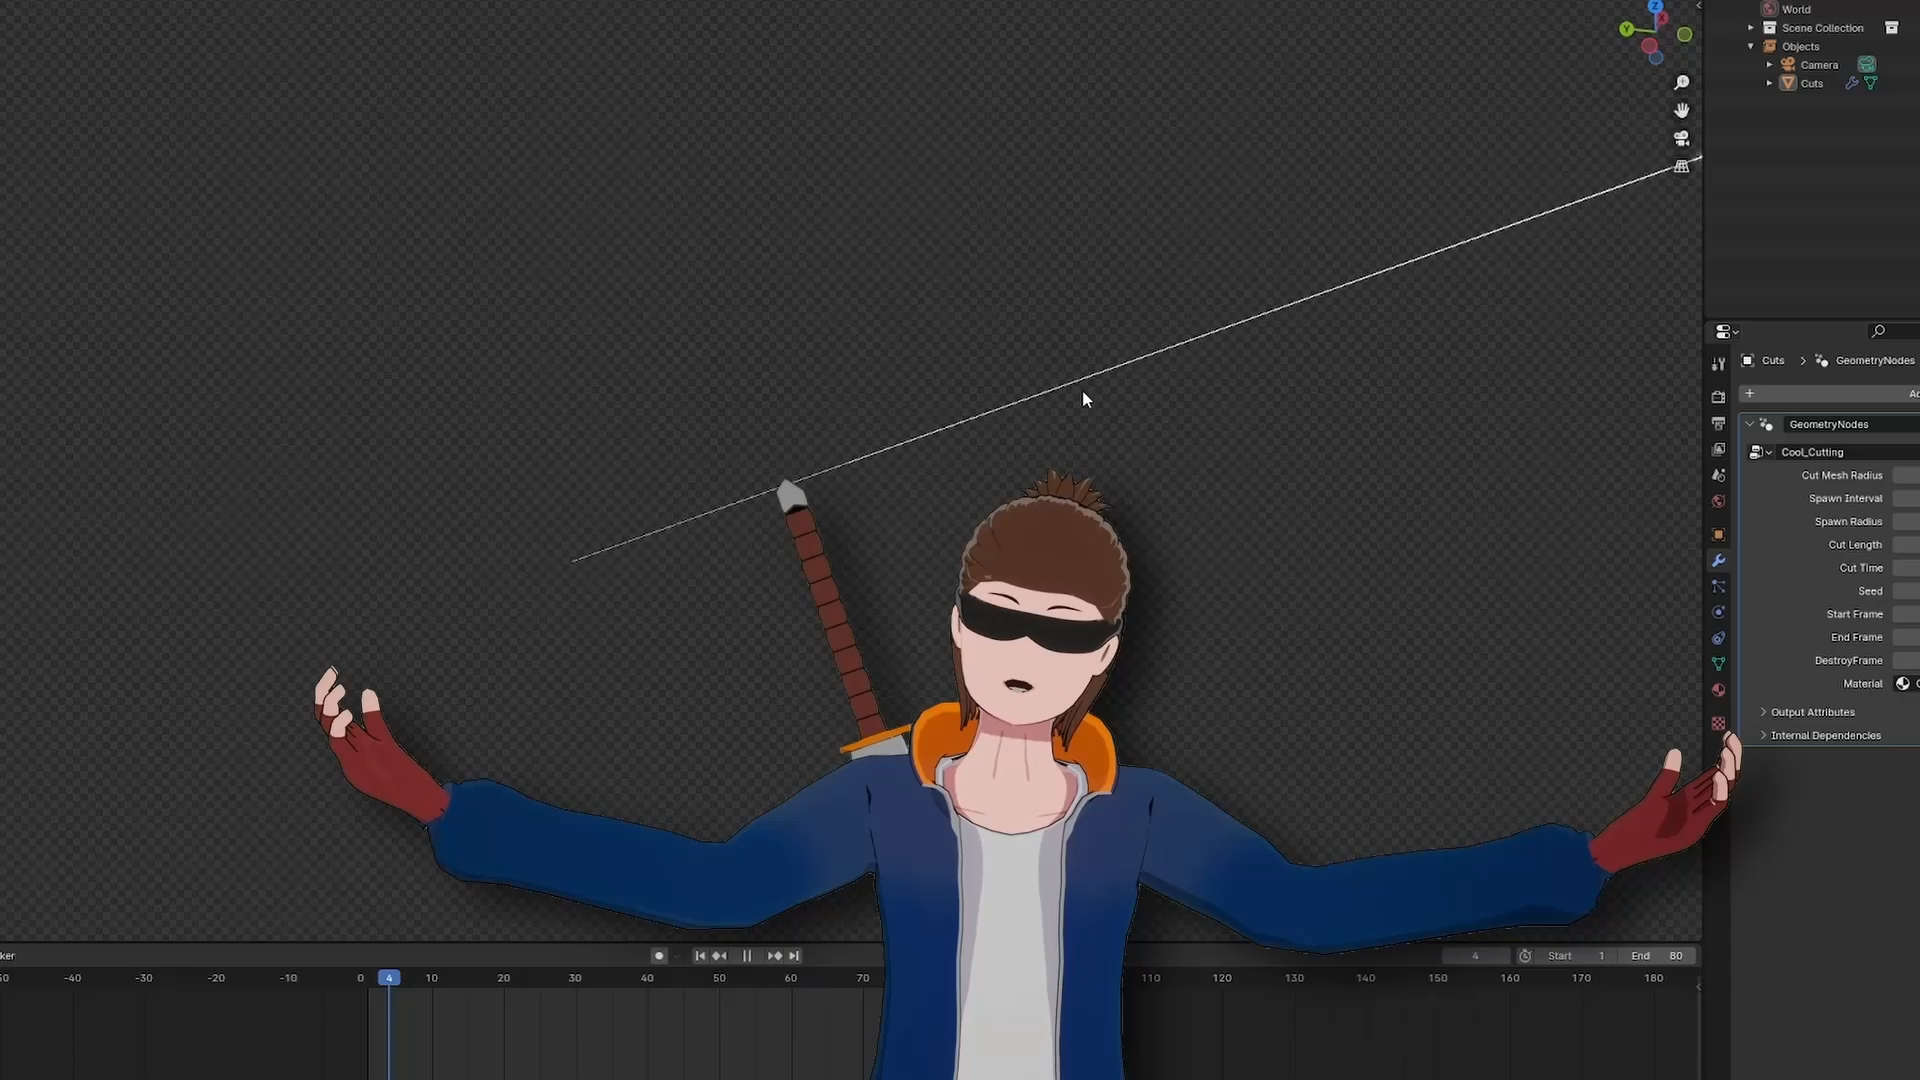 Z
Y
X
World
Scene Collection
Objects
Camera
Cuts
Cuts > GeometryNodes
+
GeometryNodes
Cool_Cutting
Cut Mesh Radius
Spawn Interval
Spawn Radius
Cut Length
Cut Time
Seed
Start Frame
End Frame
DestroyFrame
Material
Output Attributes
Internal Dependencies
ker
4 Start 1 End 80
50 -40 -30 -20 -10 0 4 10 20 30 40 50 60 70 110 120 130 140 150 160 170 180